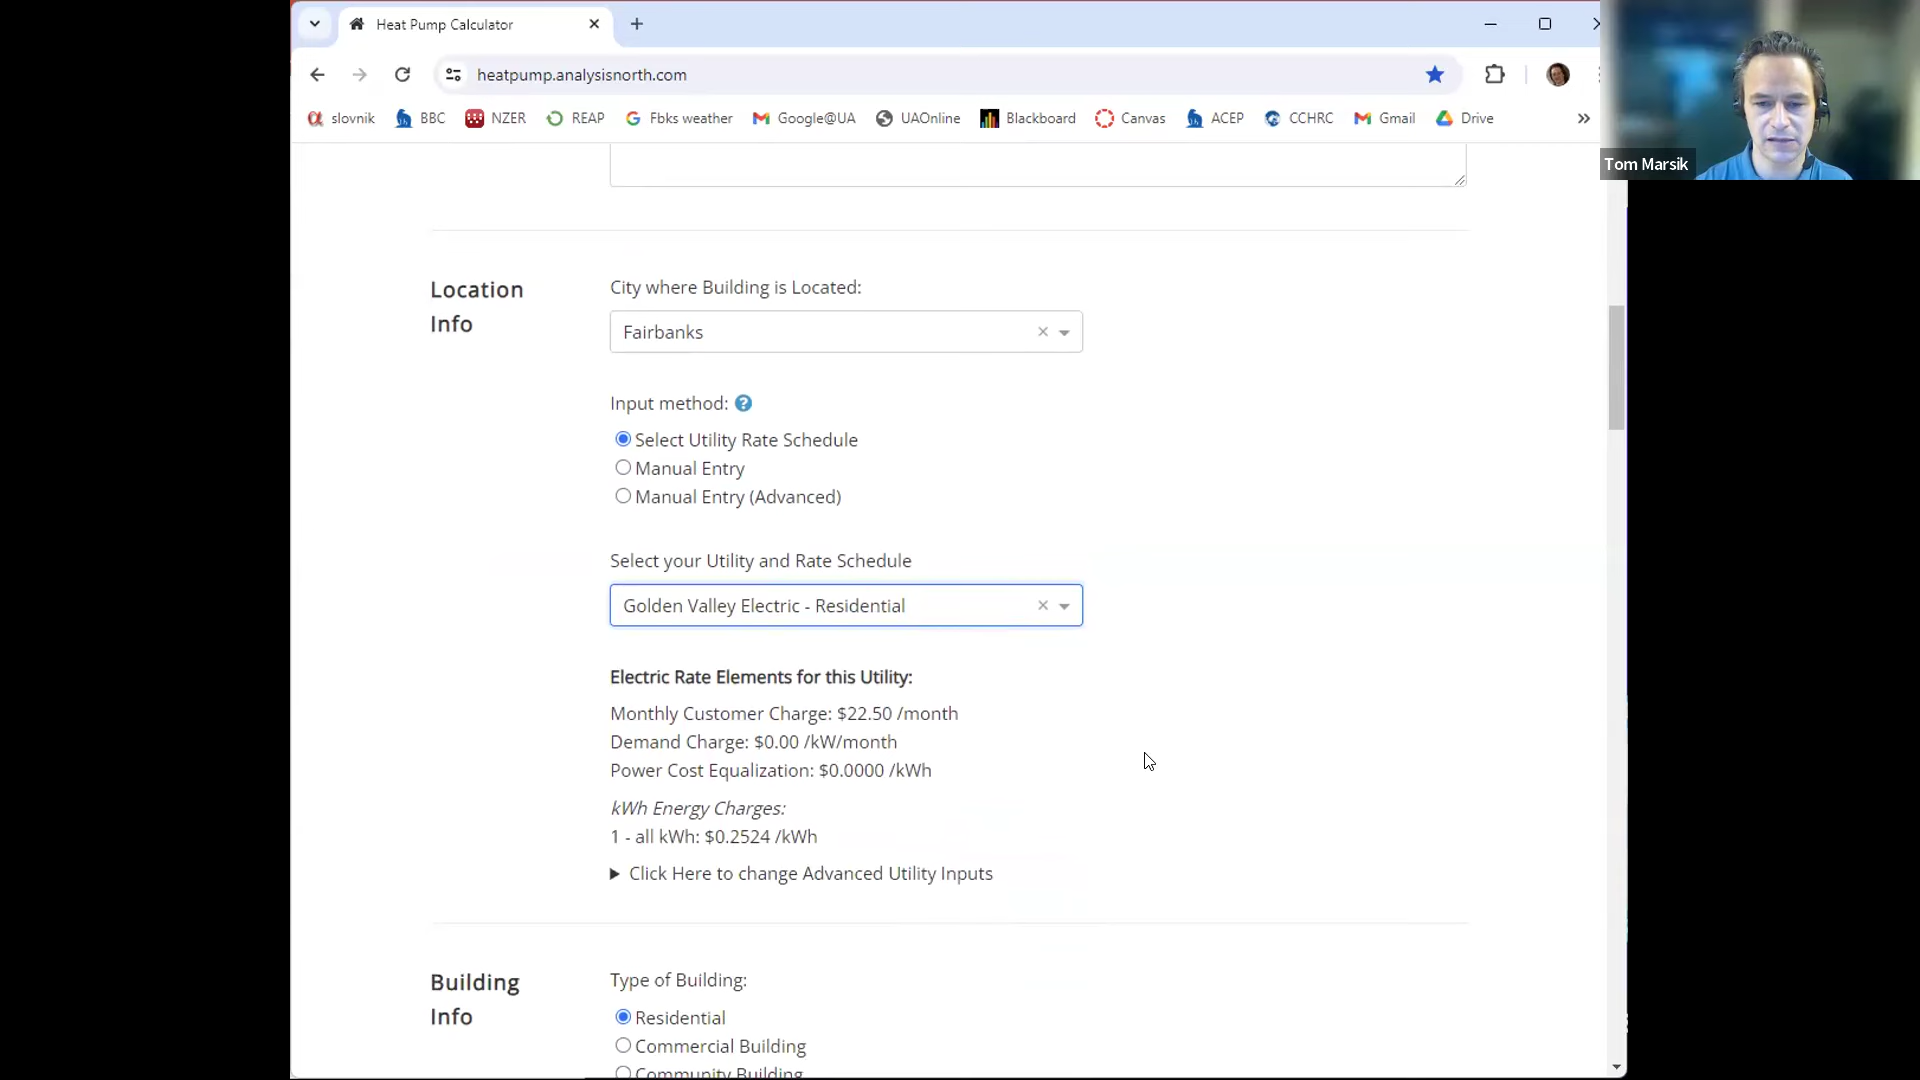 Heat Pump Calculator
heatpump.analysisnorth.com
slovnik BBC NZER REAP Fbks weather Google@UA UAOnline Blackboard Canvas ACEP CCHRC Gmail Drive
Tom Marsik
Location
Info
City where Building is Located:
Fairbanks
Input method:
Select Utility Rate Schedule
Manual Entry
Manual Entry (Advanced)
Select your Utility and Rate Schedule
Golden Valley Electric - Residential
Electric Rate Elements for this Utility:
Monthly Customer Charge: $22.50 /month
Demand Charge: $0.00 /kW/month
Power Cost Equalization: $0.0000 /kWh
kWh Energy Charges:
1 - all kWh: $0.2524 /kWh
Click Here to change Advanced Utility Inputs
Building
Info
Type of Building:
Residential
Commercial Building
Community Building